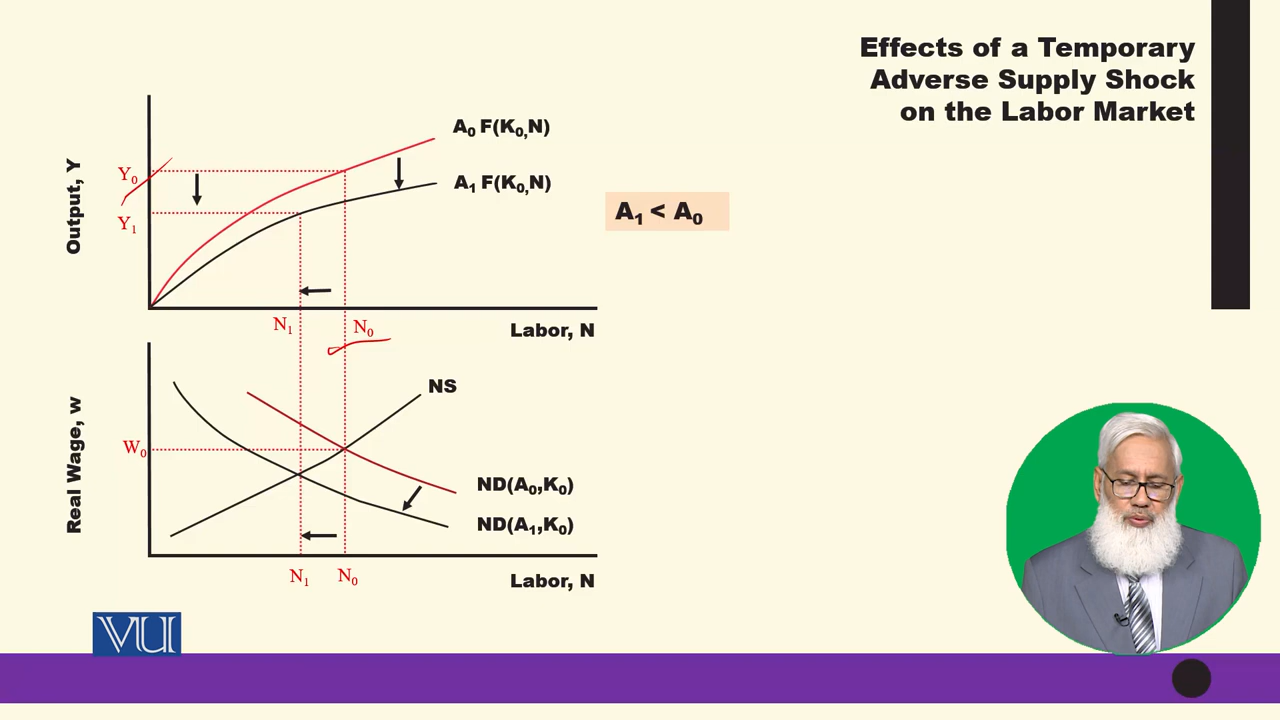 Effects of a Temporary
Adverse Supply Shock
on the Labor Market
Output, Y
Y₀
Y₁
A₀ F(K₀,N)
A₁ F(K₀,N)
A₁ < A₀
N₁
N₀
Labor, N
Real Wage, w
W₀
NS
ND(A₀,K₀)
ND(A₁,K₀)
N₁
N₀
Labor, N
VU